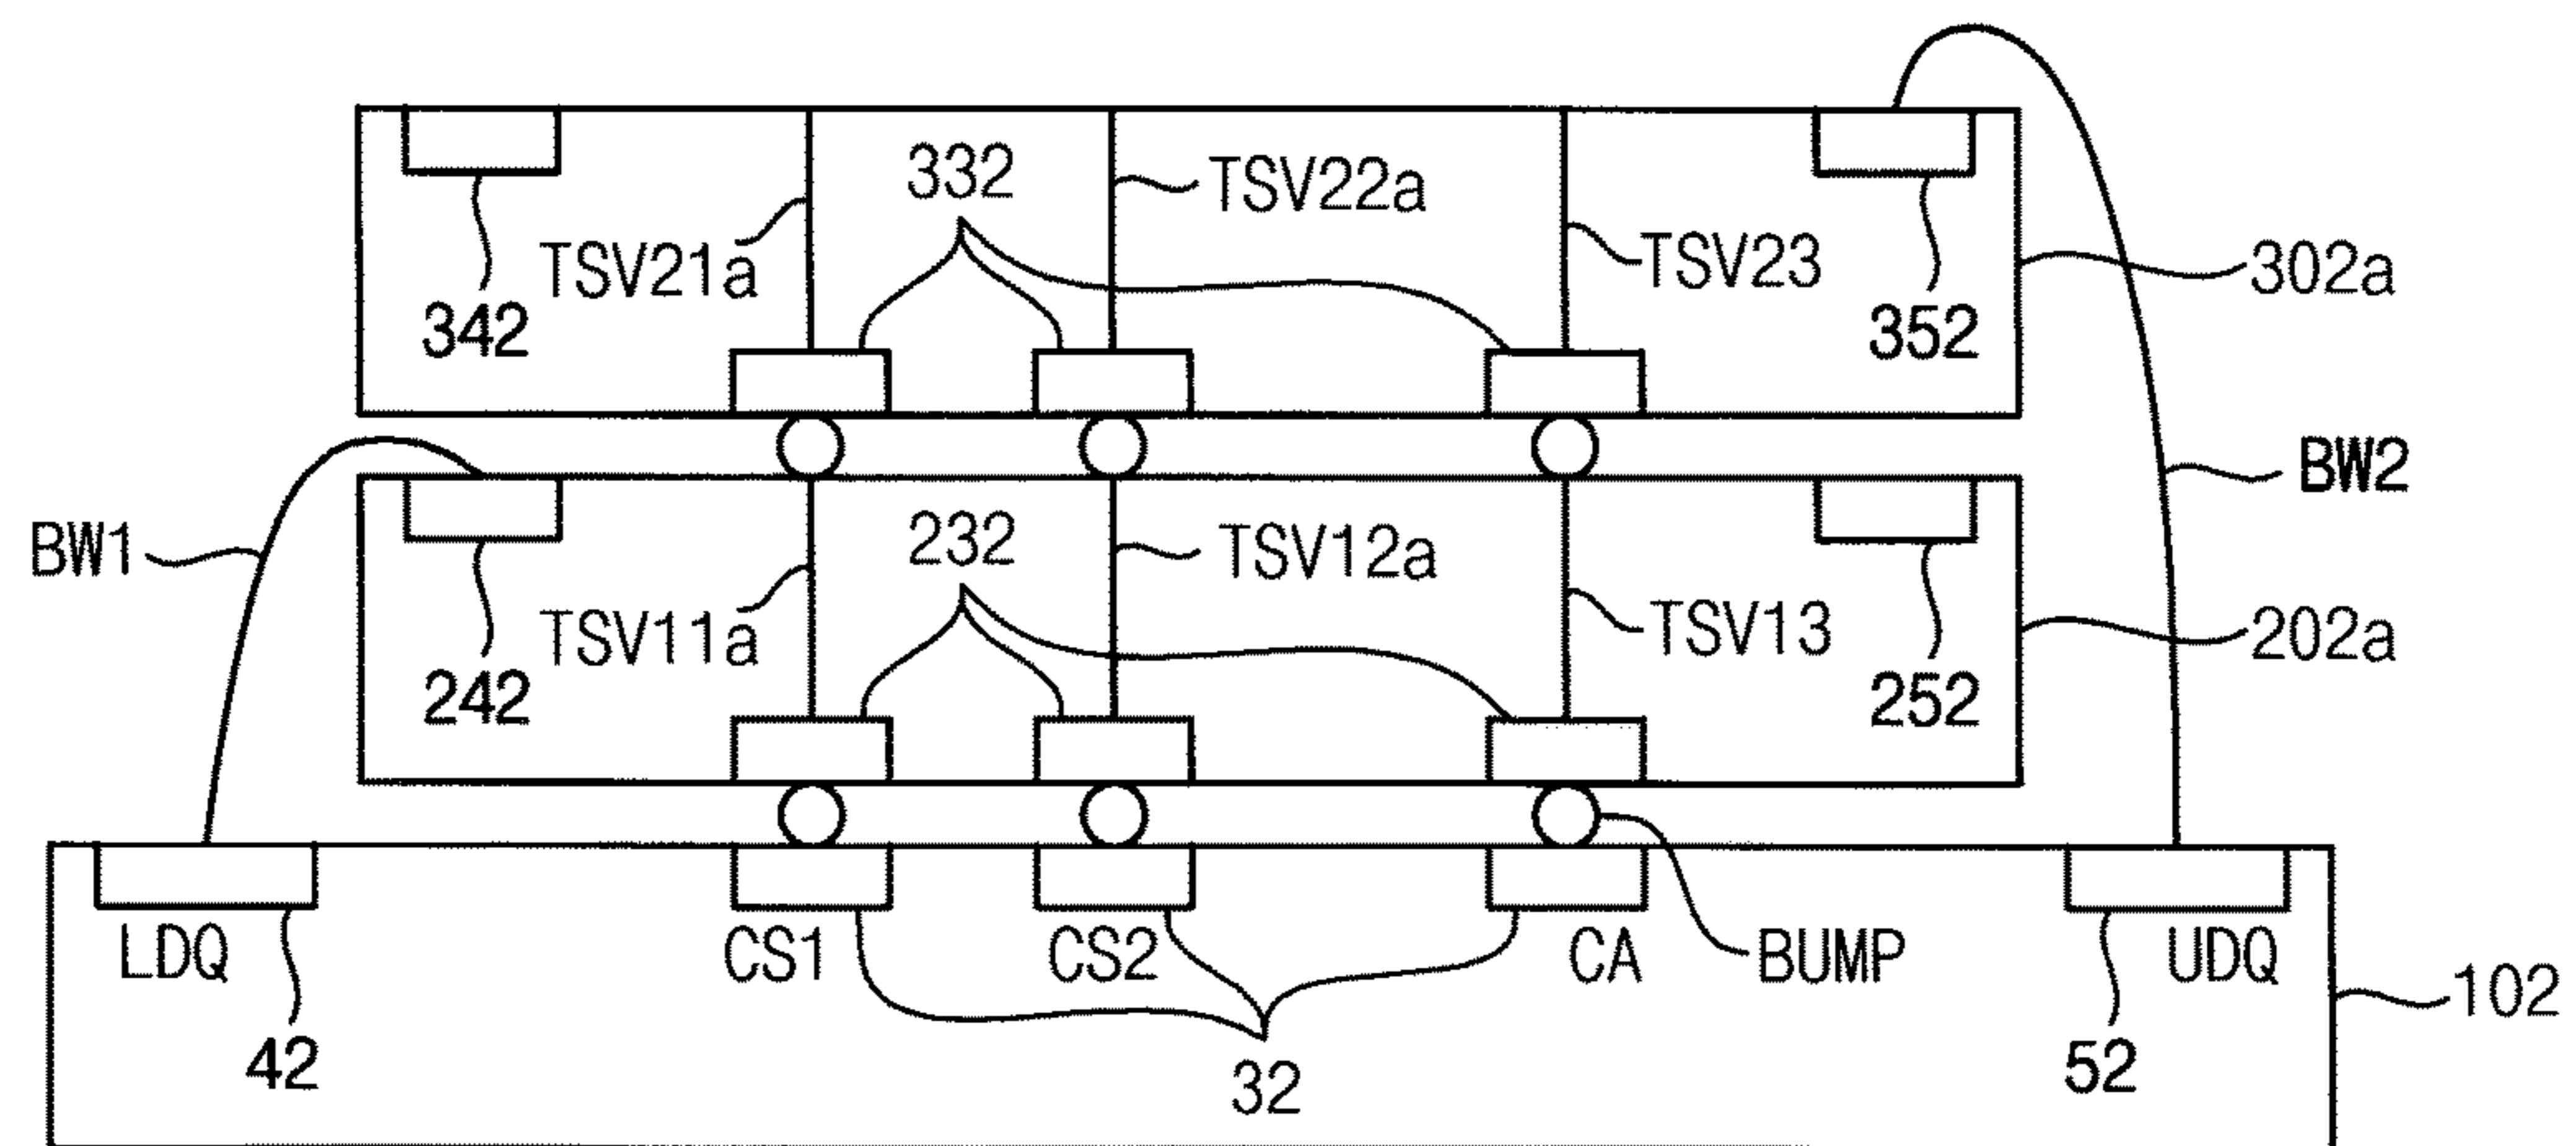 332
TSV22a
TSV21a
TSV23
302a
342
352
BW1
232
TSV12a
BW2
TSV11a
TSV13
202a
242
252
LDQ
CS1
CS2
CA
BUMP
UDQ
102
42
32
52